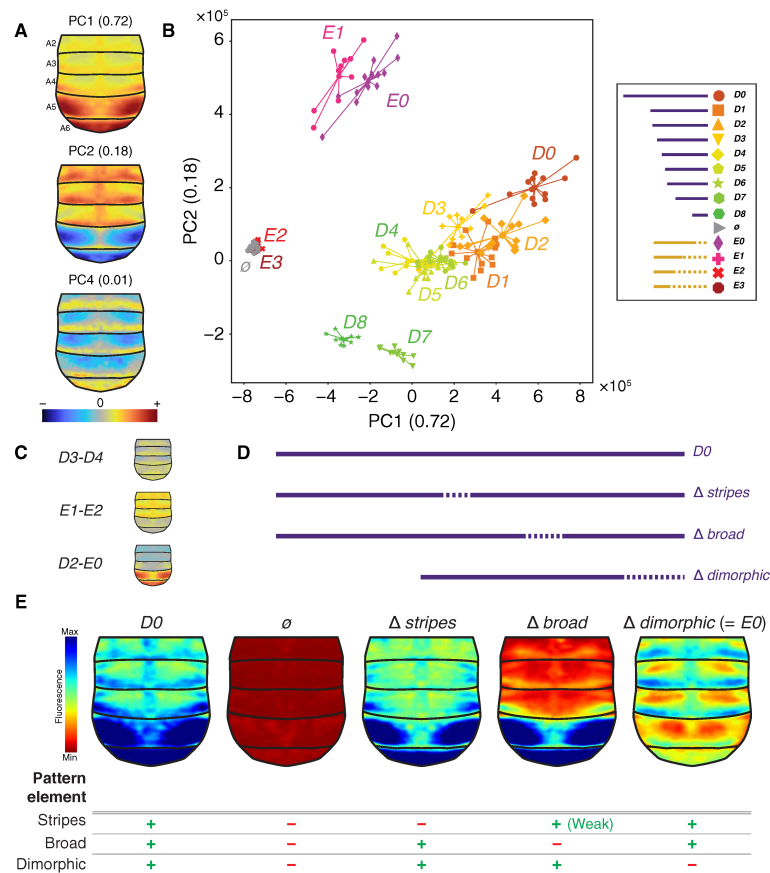 A
PC1 (0.72)
A2
A3
A4
A5
A6
PC2 (0.18)
PC4 (0.01)
− 0 +
B
×10⁵
6
4
2
0
−2
PC2 (0.18)
−8 −6 −4 −2 0 2 4 6 8
×10⁵
PC1 (0.72)
E1
E0
D0
D3
D2
D4
D1
D6
D5
E2
E3
ø
D8
D7
D0
D1
D2
D3
D4
D5
D6
D7
D8
ø
E0
E1
E2
E3
C
D3-D4
E1-E2
D2-E0
D
D0
Δ stripes
Δ broad
Δ dimorphic
E
D0 ø Δ stripes Δ broad Δ dimorphic (= E0)
Max
Fluorescence
Min
Pattern
element
Stripes + − − + (Weak) +
Broad + − + − +
Dimorphic + − + + −